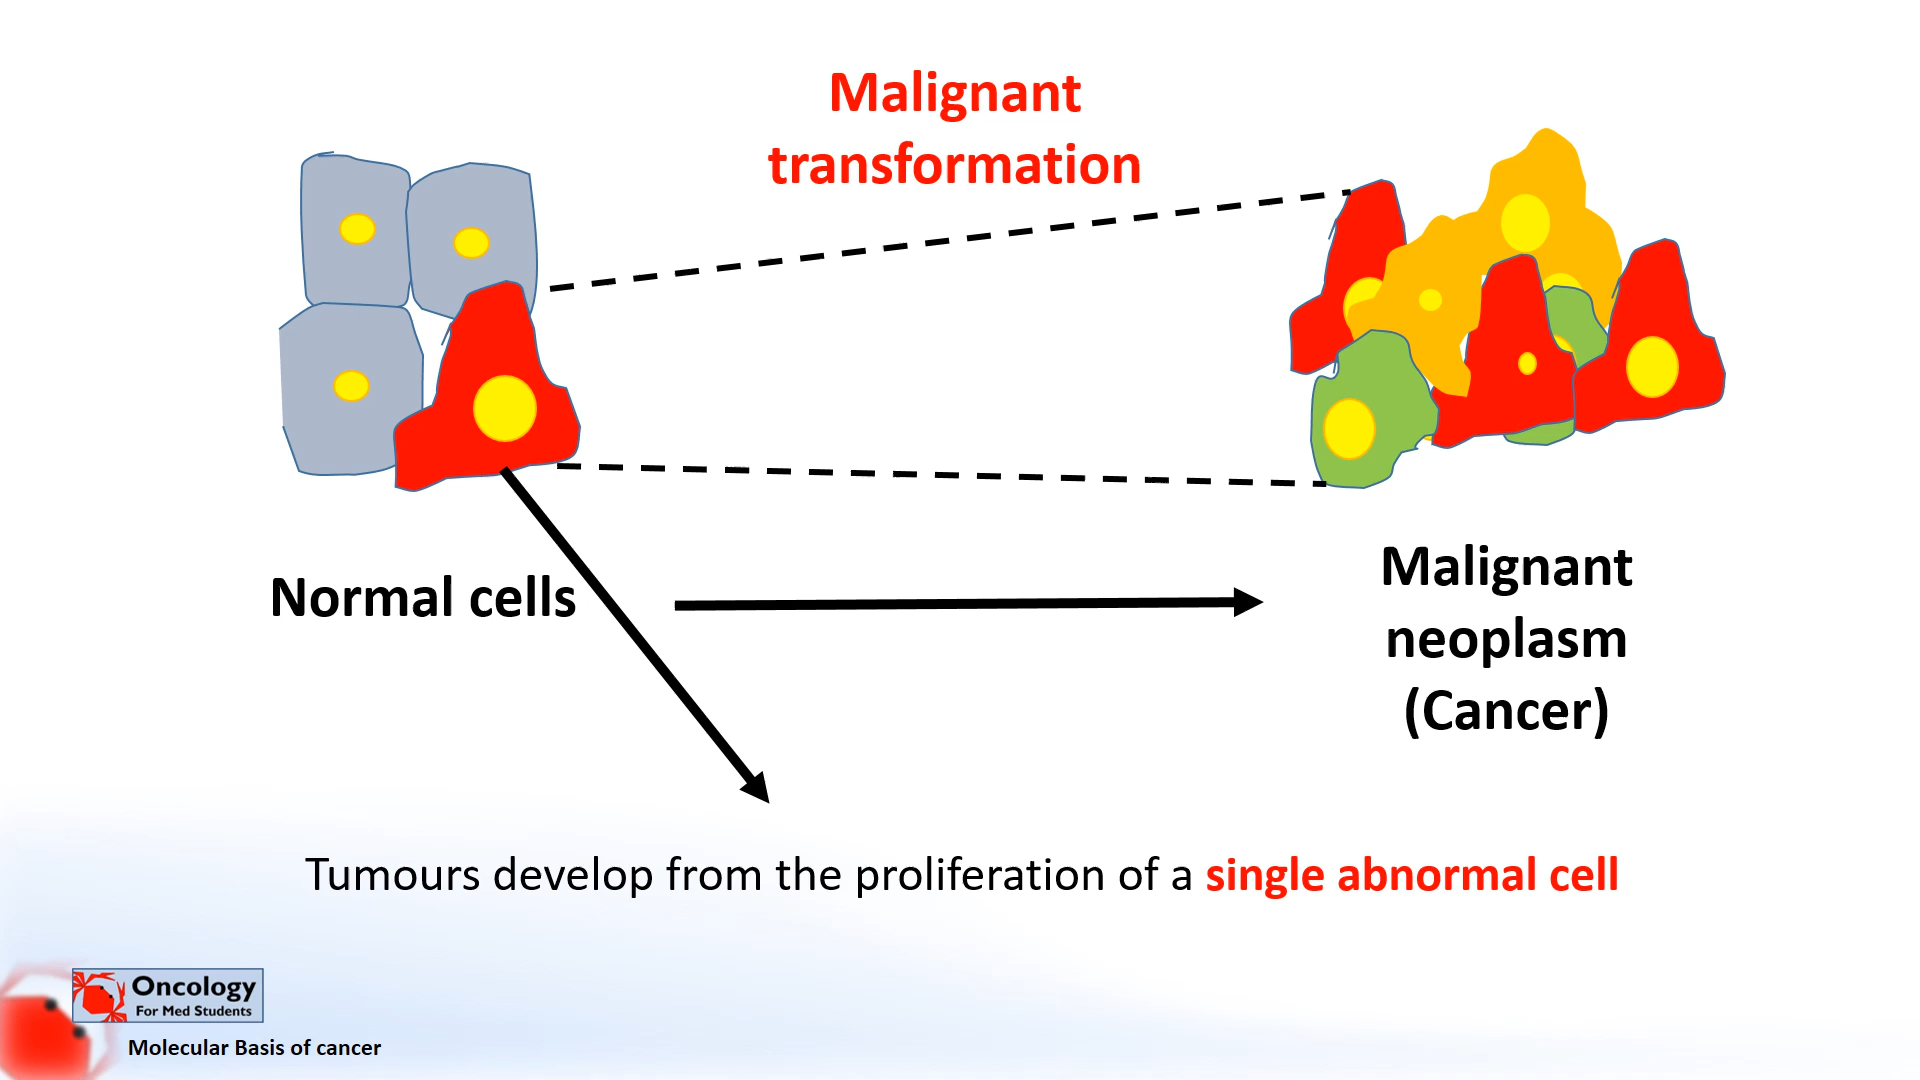 Malignant
transformation
Normal cells
Malignant
neoplasm
(Cancer)
Tumours develop from the proliferation of a single abnormal cell
Oncology
For Med Students
Molecular Basis of cancer